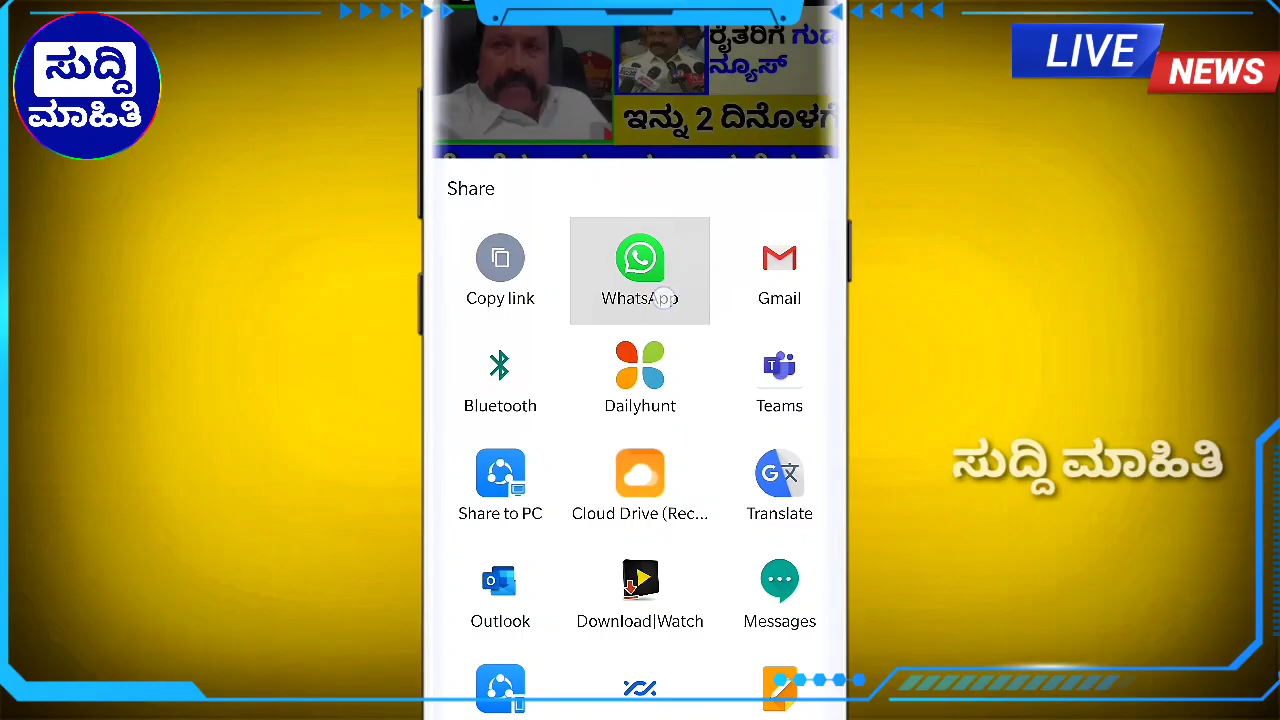 ಸುದ್ದಿ
ಮಾಹಿತಿ
LIVE
NEWS
ರೈತರಿಗೆ ಗುಡ
ನ್ಯೂಸ್
ಇನ್ನು 2 ದಿನೊಳಗೆ
Share
Copy link
WhatsApp
Gmail
Bluetooth
Dailyhunt
Teams
Share to PC
Cloud Drive (Rec...
Translate
Outlook
Download|Watch
Messages
ಸುದ್ದಿ ಮಾಹಿತಿ